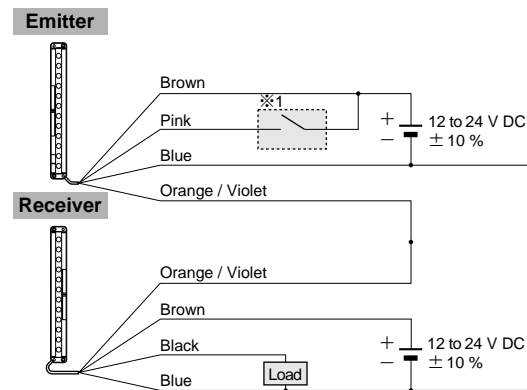 Emitter
Brown
※1
Pink
+ 12 to 24 V DC
− ± 10 %
Blue
Orange / Violet
Receiver
Orange / Violet
Brown
+ 12 to 24 V DC
− ± 10 %
Black
Load
Blue